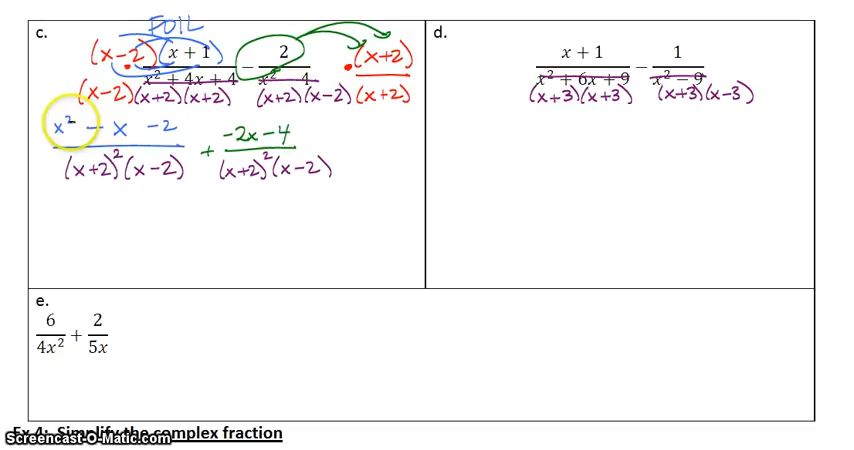 FOIL
c.
(x-2) x + 1 / x² + 4x + 4 − 2 / x² − 4 · (x+2)
(x-2)(x+2)(x+2) (x+2)(x-2)(x+2)
x² - x -2 + -2x-4
(x+2)²(x-2) (x+2)²(x-2)
d.
x + 1 / x² + 6x + 9 − 1 / x² − 9
(x+3)(x+3) (x+3)(x-3)
e.
6 / 4x² + 2 / 5x
Ex 4: Simplify the complex fraction
Screencast-O-Matic.com